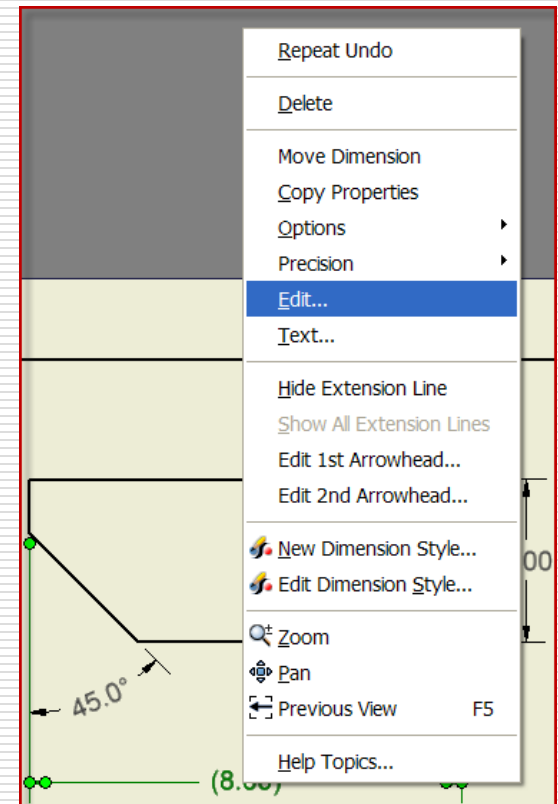 Repeat Undo
Delete
Move Dimension
Copy Properties
Options
Precision
Edit...
Text...
Hide Extension Line
Show All Extension Lines
Edit 1st Arrowhead...
Edit 2nd Arrowhead...
New Dimension Style...
Edit Dimension Style...
Zoom
Pan
Previous View F5
Help Topics...
00
45.0°